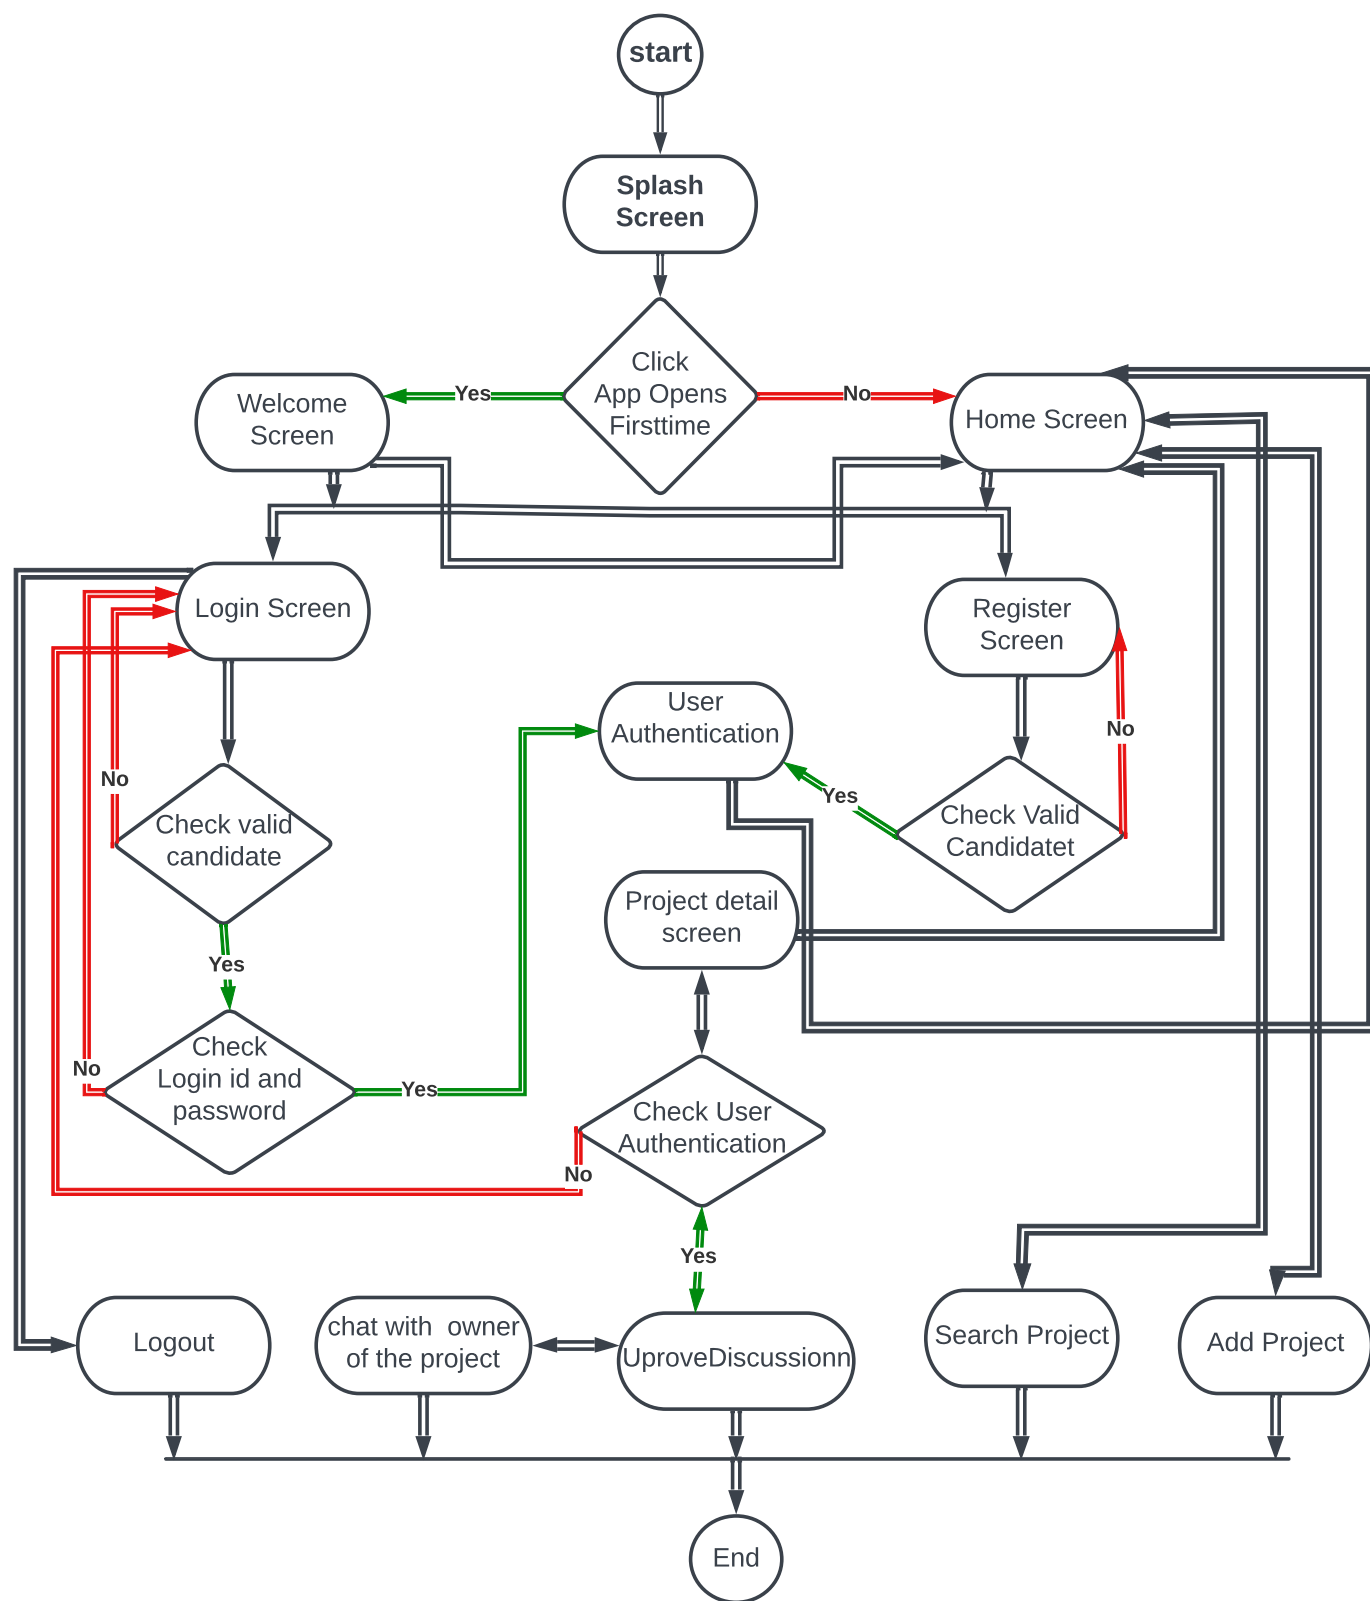 start
Splash
Screen
Click
App Opens
Firsttime
Yes
No
Welcome
Screen
Home Screen
Login Screen
Register
Screen
User
Authentication
No
Yes
No
Check valid
candidate
Check Valid
Candidatet
Project detail
screen
Yes
Check
Login id and
password
No
Yes
Check User
Authentication
No
Yes
Logout
chat with  owner
of the project
UproveDiscussionn
Search Project
Add Project
End